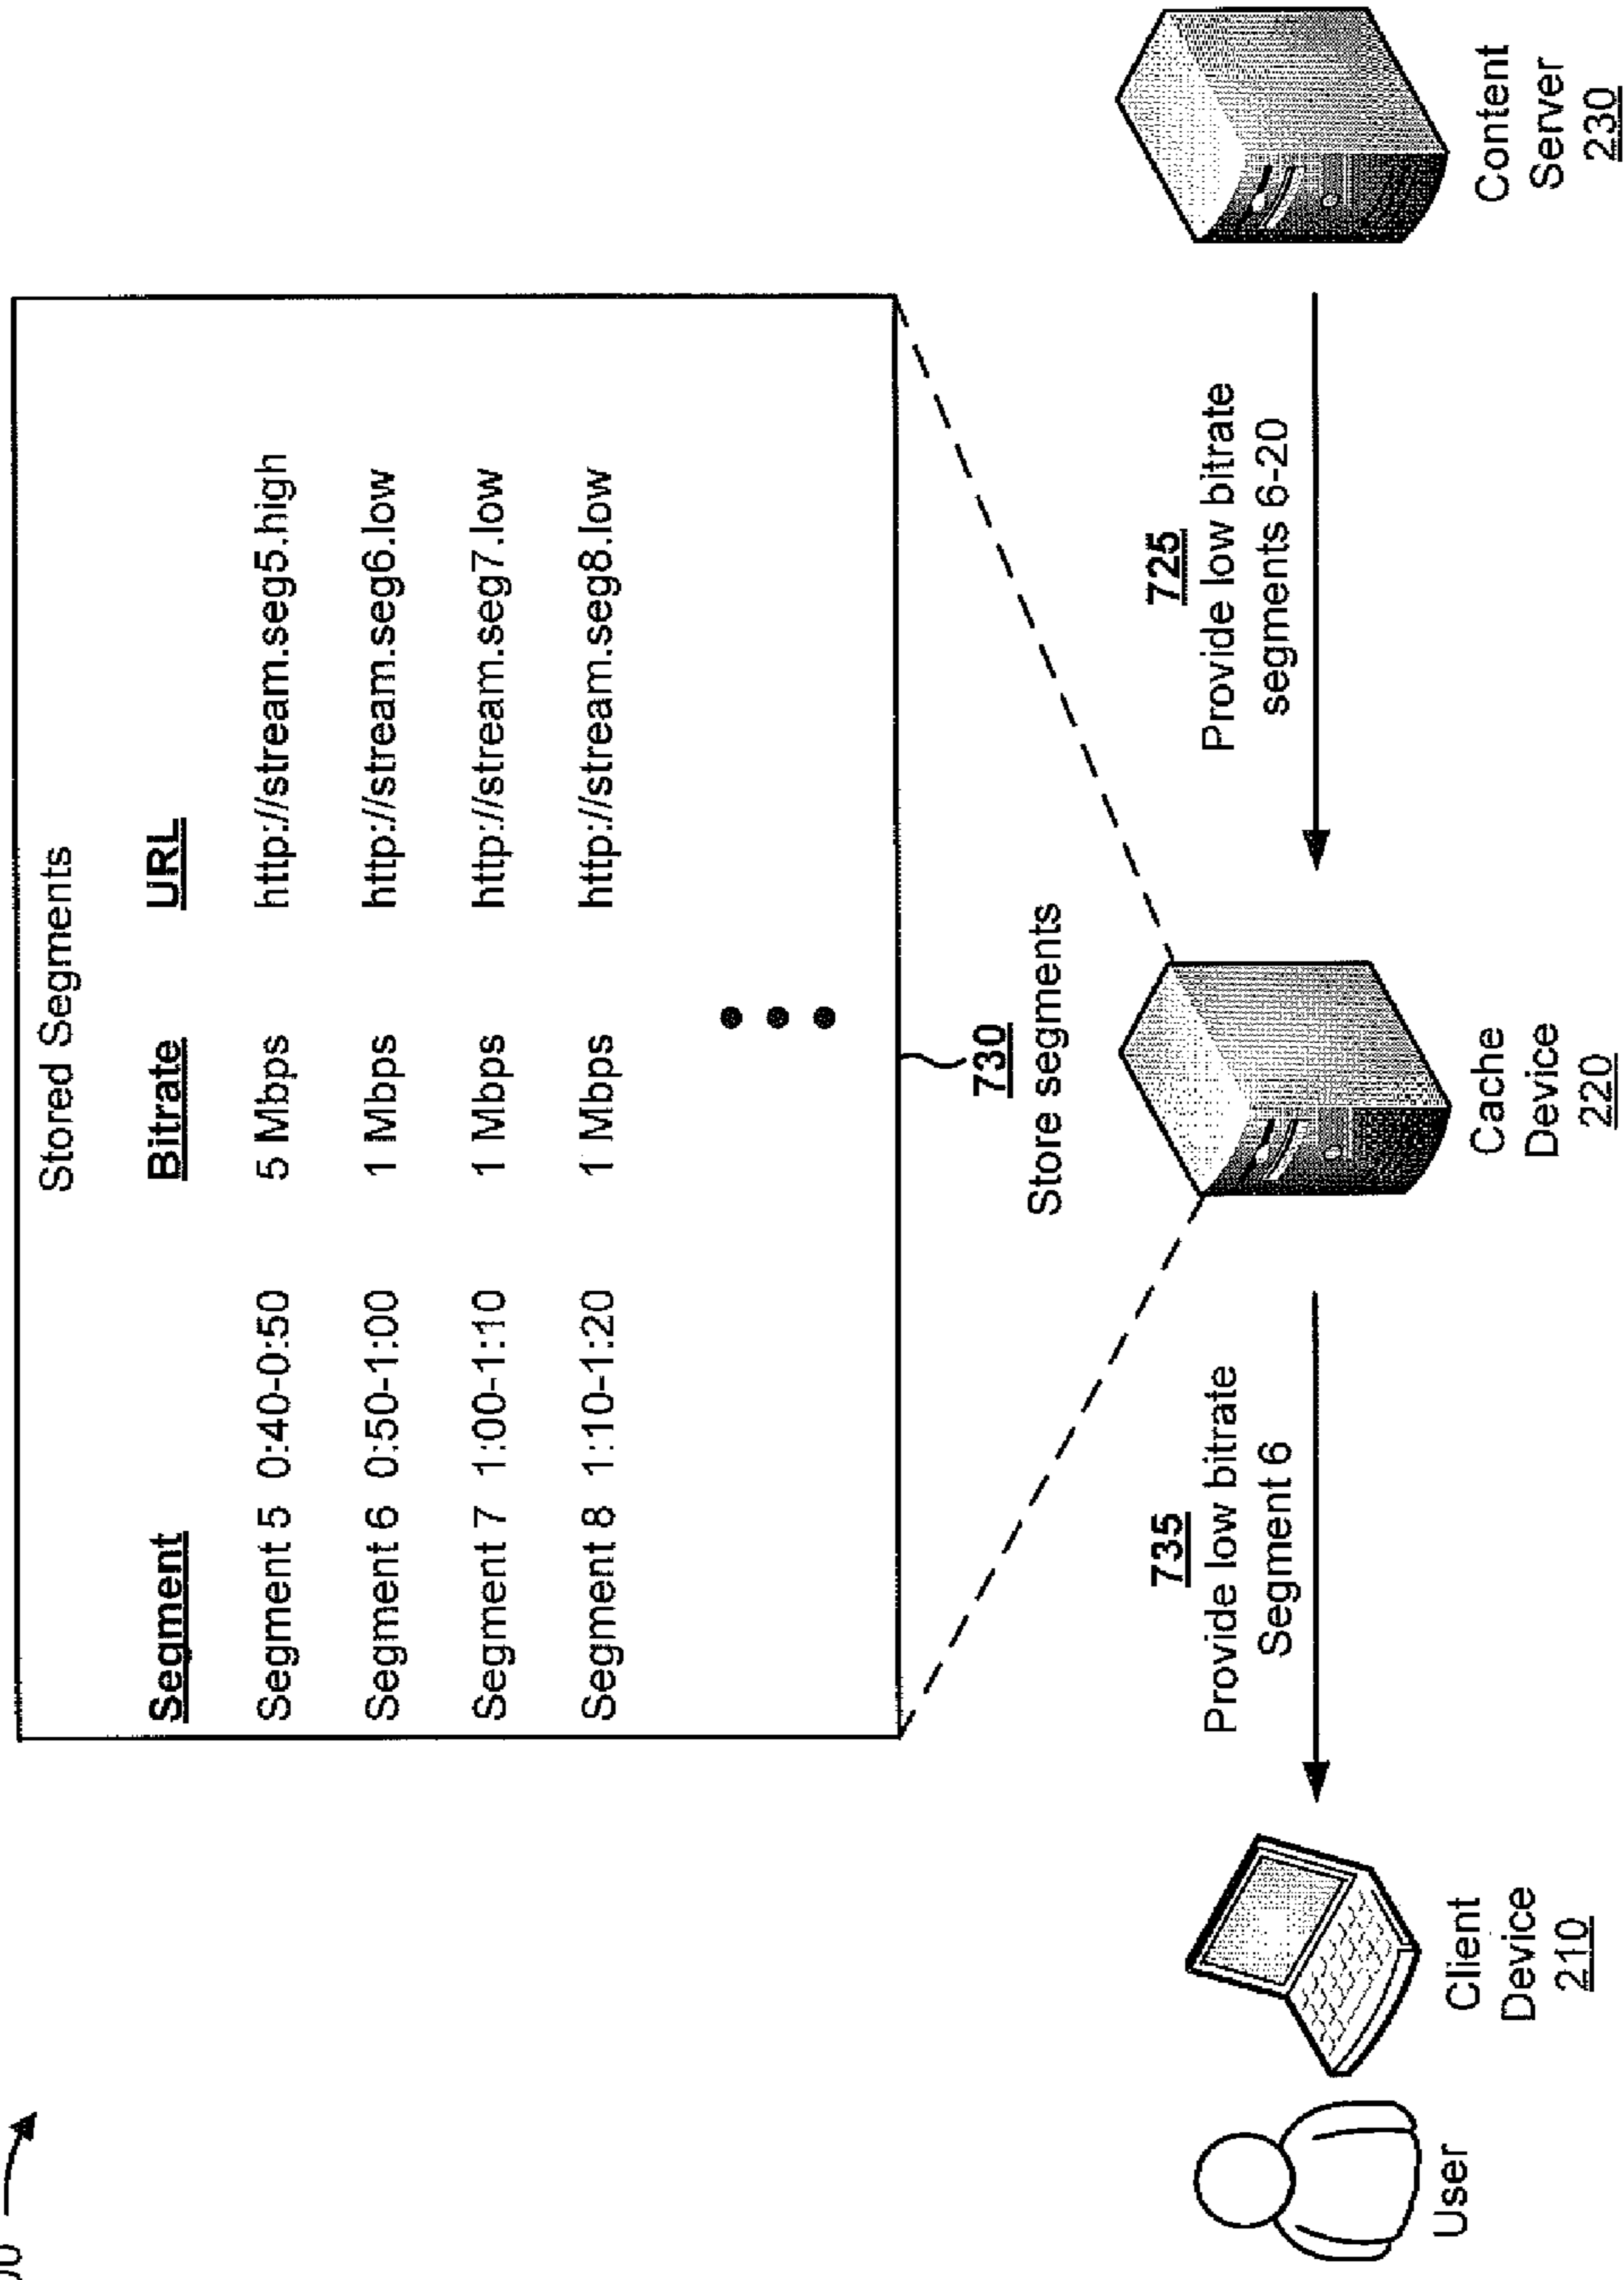 Stored Segments
Segment Bitrate URL
Segment 5 0:40-0:50 5 Mbps http://stream.seg5.high
Segment 6 0:50-1:00 1 Mbps http://stream.seg6.low
Segment 7 1:00-1:10 1 Mbps http://stream.seg7.low
Segment 8 1:10-1:20 1 Mbps http://stream.seg8.low
730
Store segments
735
Provide low bitrate
Segment 6
725
Provide low bitrate
segments 6-20
User
Client
Device
210
Cache
Device
220
Content
Server
230